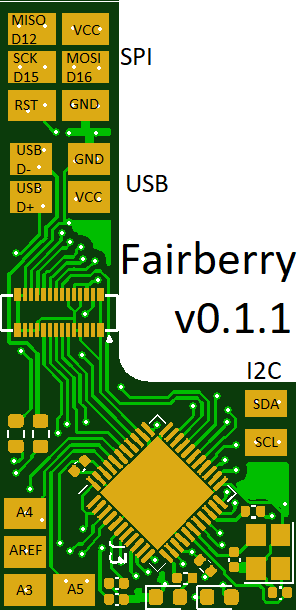 MISO
D12
VCC
SCK
D15
MOSI
D16
SPI
RST
GND
USB
D-
GND
USB
D+
VCC
USB
Fairberry
v0.1.1
I2C
SDA
SCL
A4
AREF
A3
A5